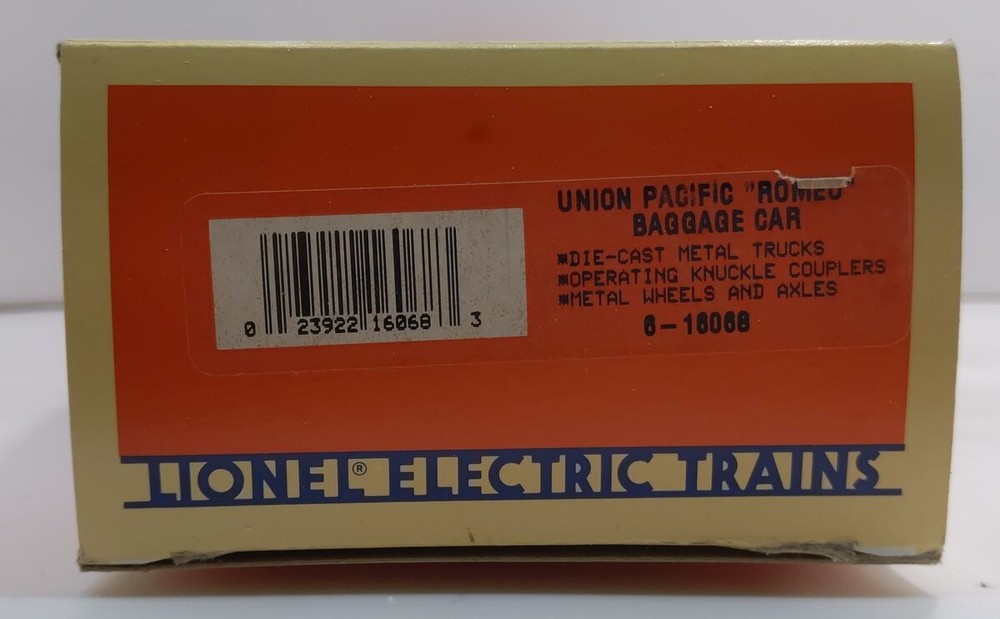 UNION PACIFIC "ROMEO"
BAGGAGE CAR
*DIE-CAST METAL TRUCKS
*OPERATING KNUCKLE COUPLERS
*METAL WHEELS AND AXLES
6-16068
0 23922 16068 3
LIONEL® ELECTRIC TRAINS